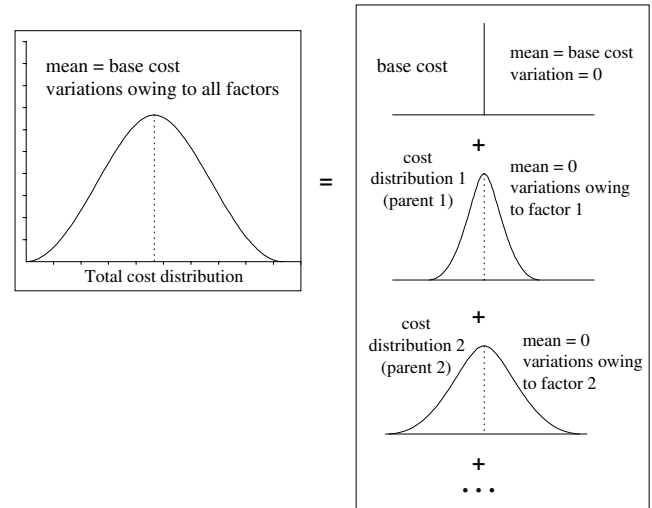 mean = base cost
variations owing to all factors
Total cost distribution
=
base cost
mean = base cost
variation = 0
+
cost
distribution 1
(parent 1)
mean = 0
variations owing
to factor 1
+
cost
distribution 2
(parent 2)
mean = 0
variations owing
to factor 2
+
•••